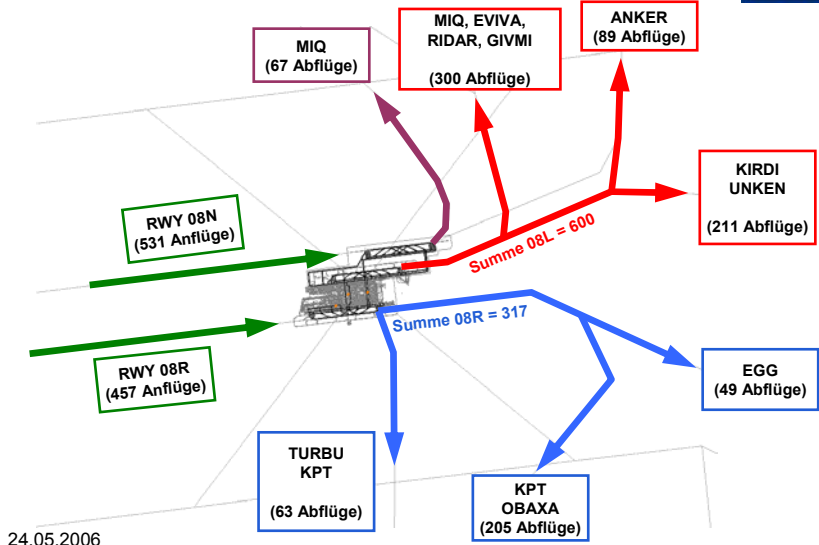 MIQ
(67 Abflüge)
MIQ, EVIVA,
RIDAR, GIVMI
(300 Abflüge)
ANKER
(89 Abflüge)
KIRDI
UNKEN
(211 Abflüge)
RWY 08N
(531 Anflüge)
Summe 08L = 600
RWY 08R
(457 Anflüge)
Summe 08R = 317
EGG
(49 Abflüge)
TURBU
KPT
(63 Abflüge)
KPT
OBAXA
(205 Abflüge)
24.05.2006